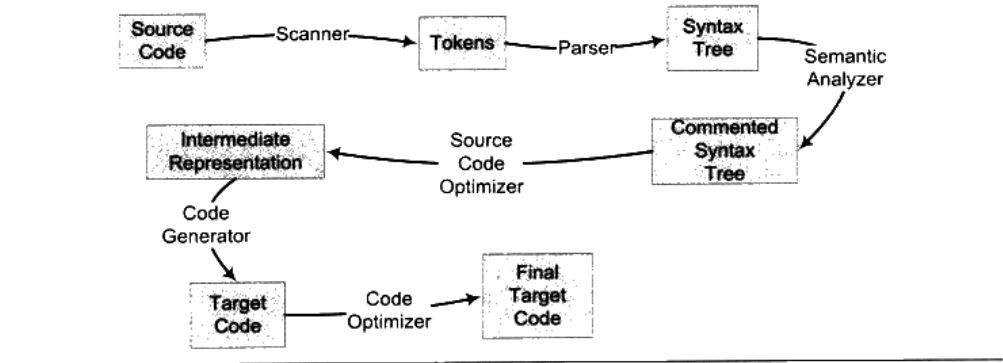 Source
Code
Scanner
Tokens
Parser
Syntax
Tree
Semantic
Analyzer
Commented
Syntax
Tree
Source
Code
Optimizer
Intermediate
Representation
Code
Generator
Target
Code
Code
Optimizer
Final
Target
Code